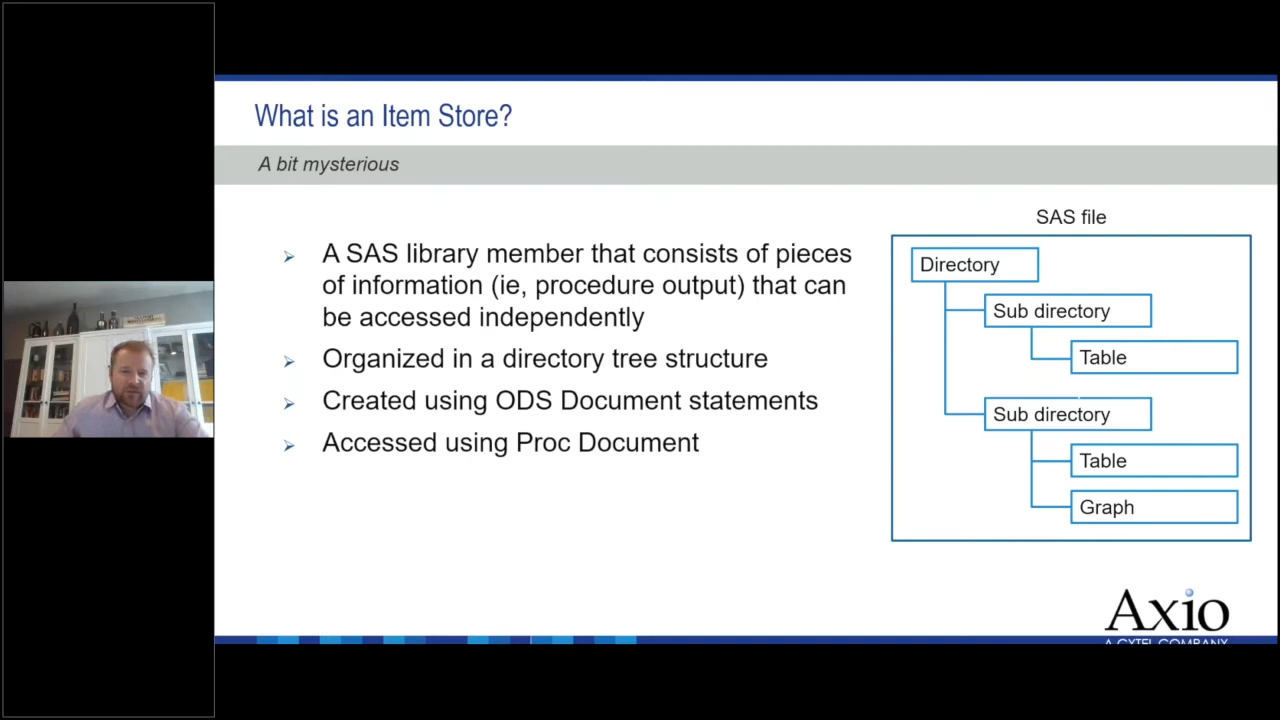 What is an Item Store?
A bit mysterious
A SAS library member that consists of pieces
of information (ie, procedure output) that can
be accessed independently
Organized in a directory tree structure
Created using ODS Document statements
Accessed using Proc Document
SAS file
Directory
Sub directory
Table
Sub directory
Table
Graph
Axio
A CYTEL COMPANY